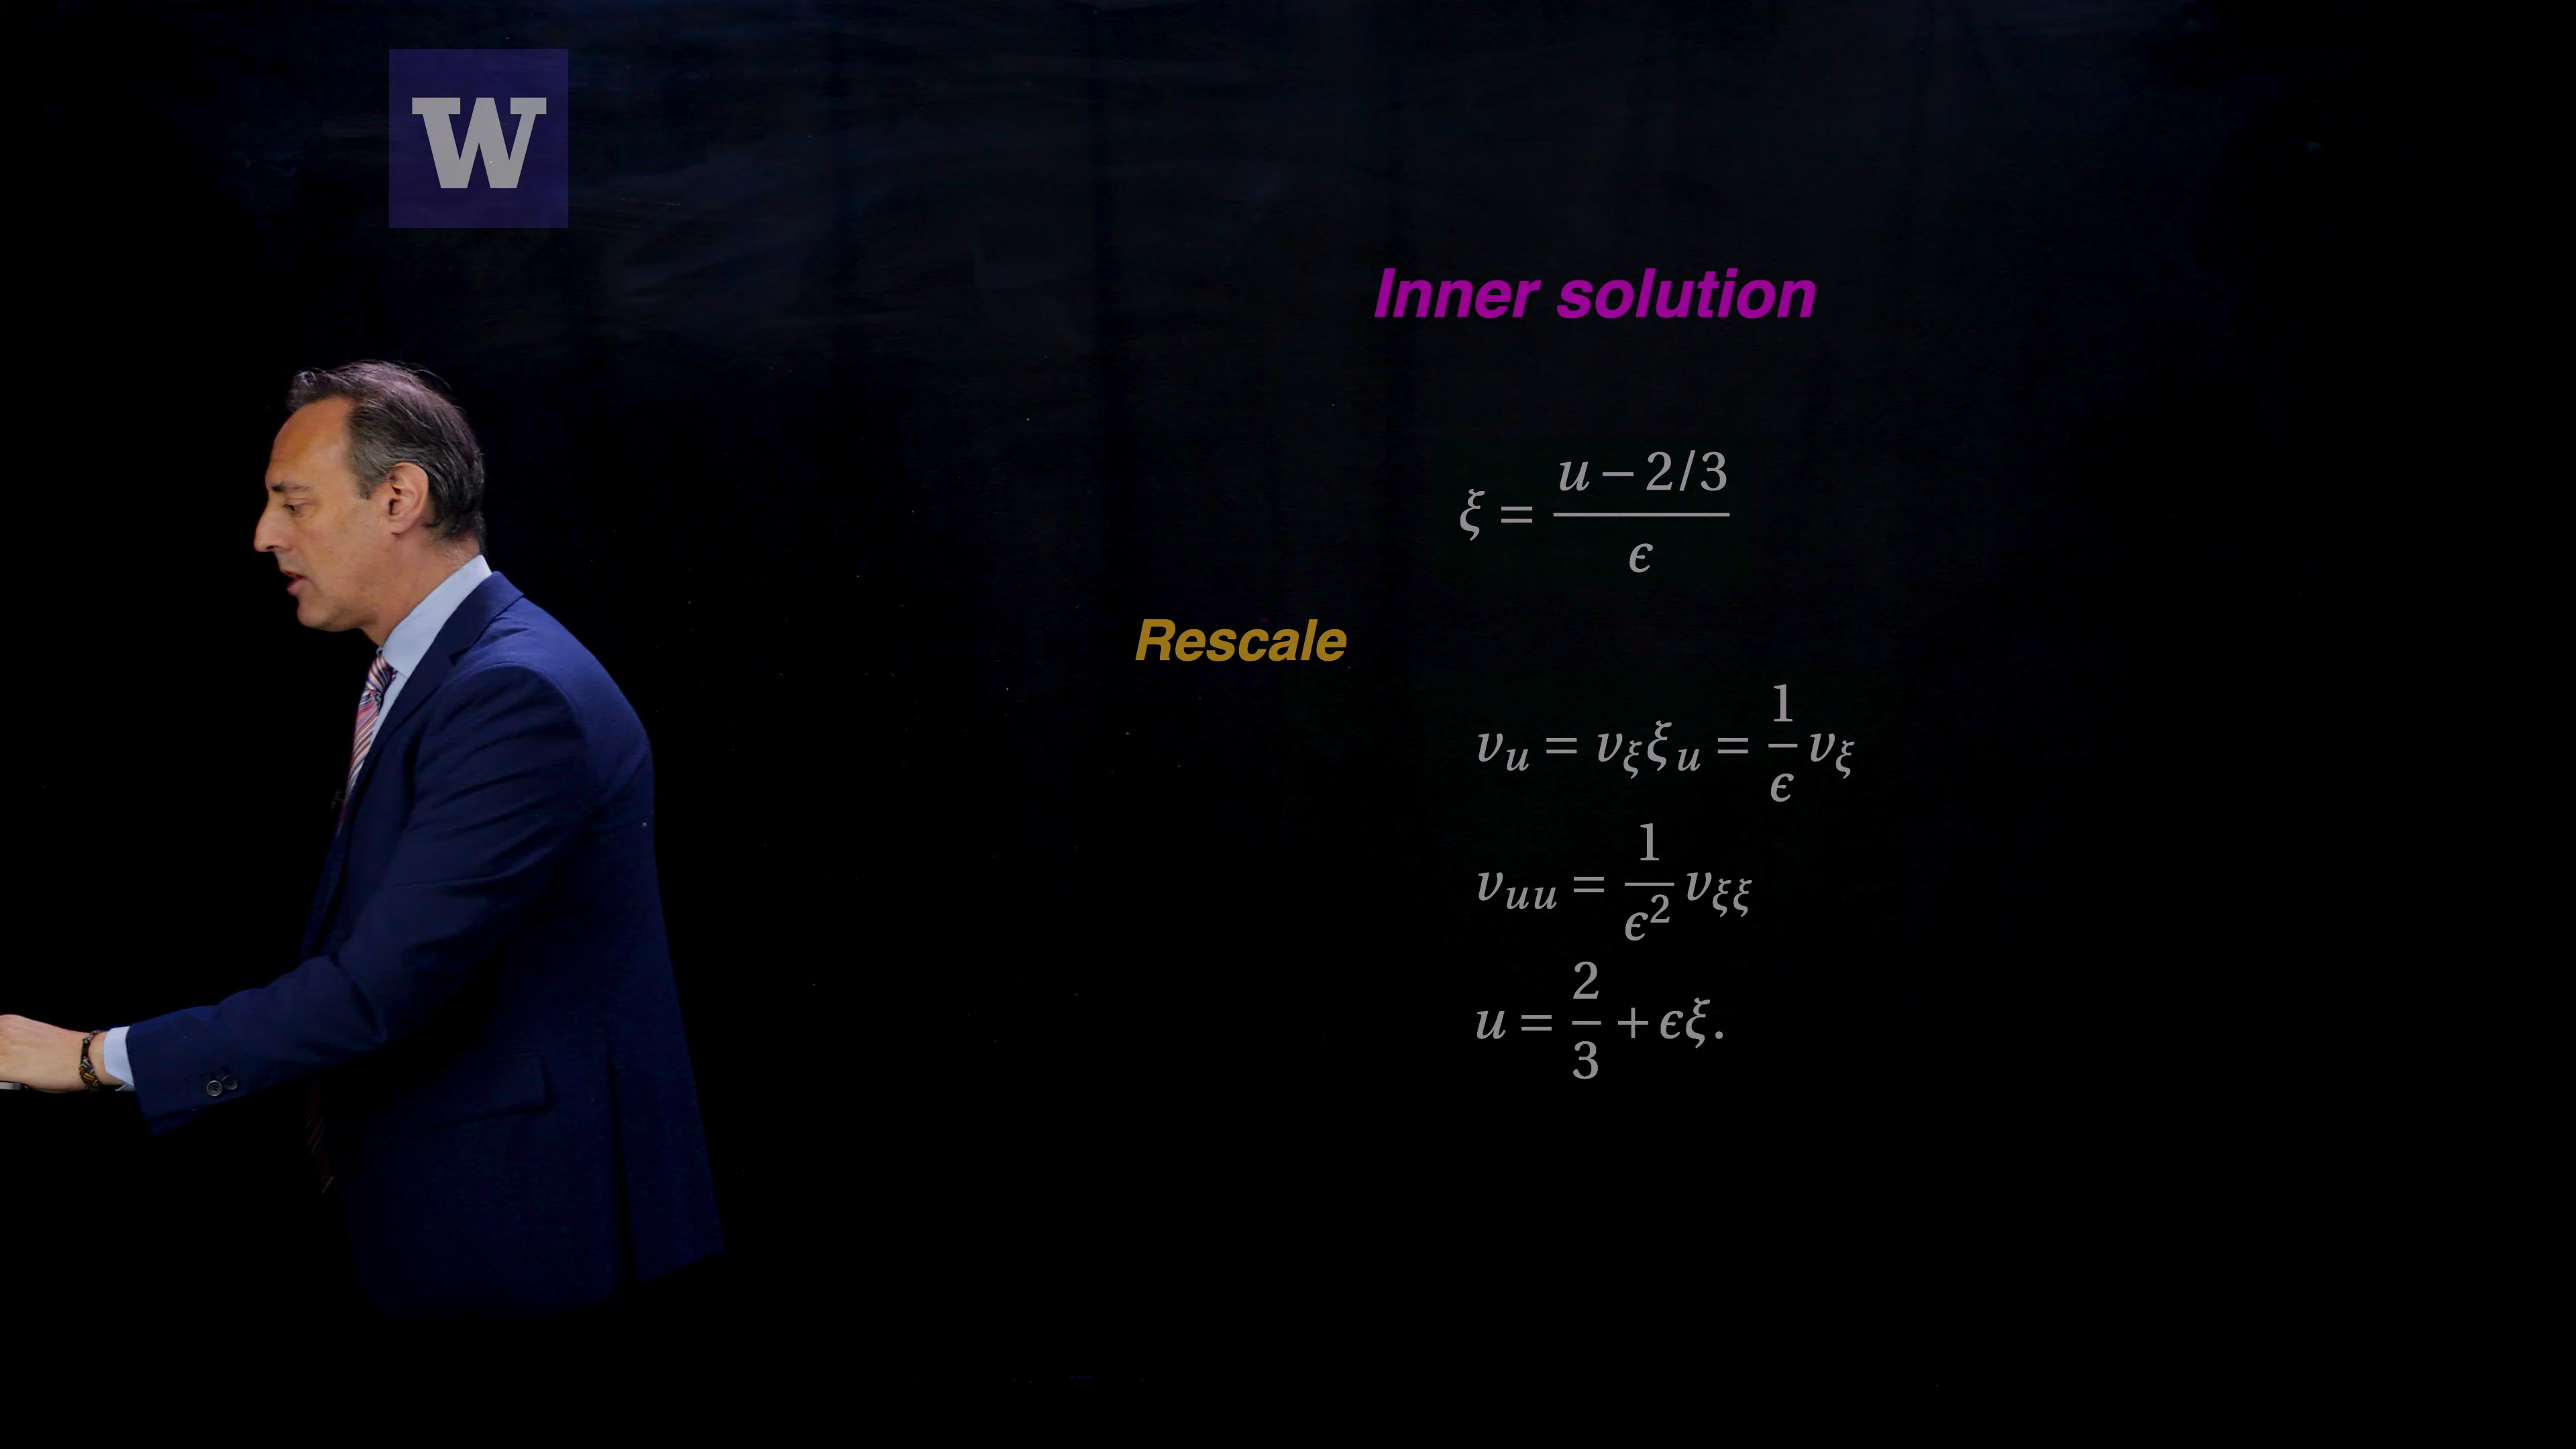 W
Inner solution
ξ = (u − 2/3) / ϵ
Rescale
v_u = v_ξ ξ_u = (1/ϵ) v_ξ
v_uu = (1/ϵ²) v_ξξ
u = 2/3 + ϵξ.